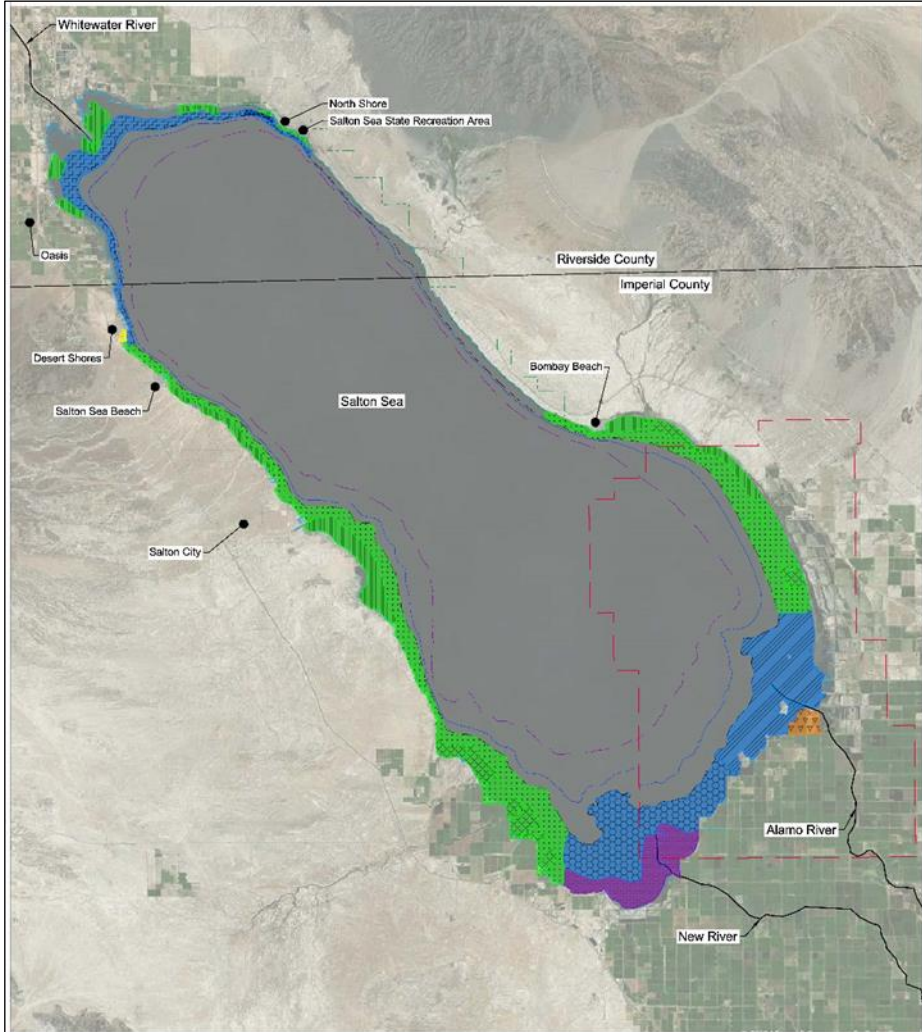 Whitewater River
North Shore
Salton Sea State Recreation Area
Oasis
Riverside County
Imperial County
Desert Shores
Bombay Beach
Salton Sea Beach
Salton Sea
Salton City
Alamo River
New River